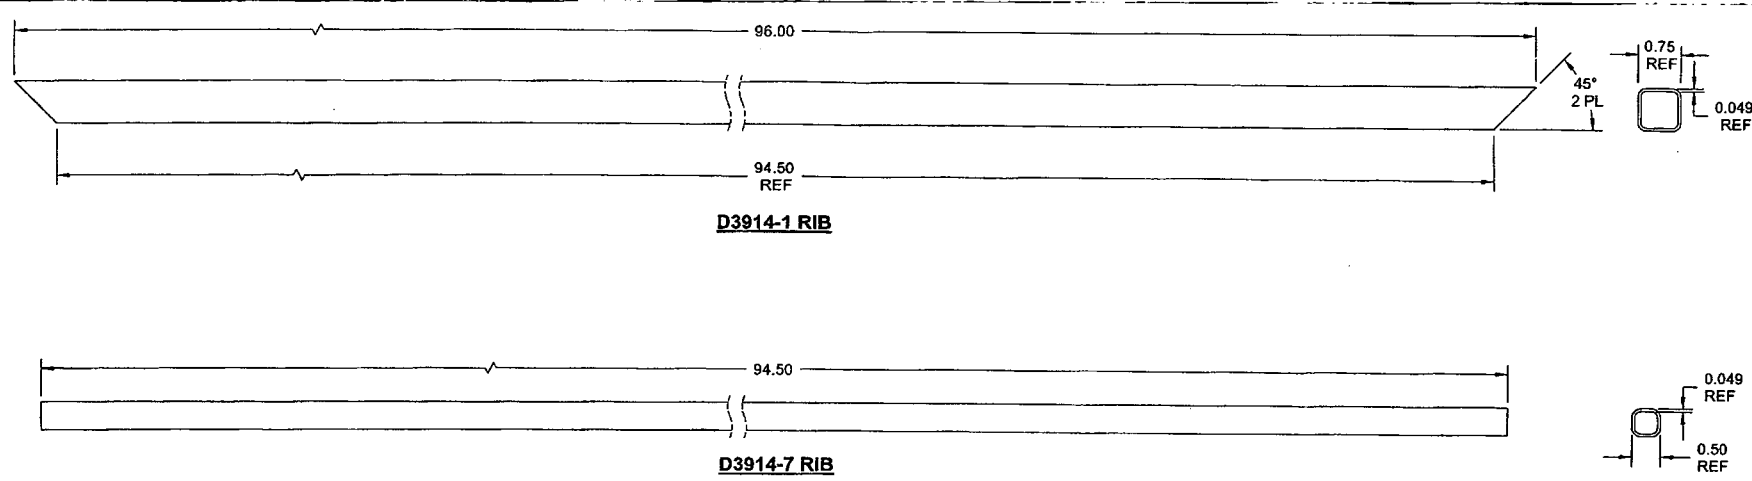 96.00
0.75
REF
45°
2 PL
0.049
REF
94.50
REF
D3914-1 RIB
94.50
0.049
REF
D3914-7 RIB
0.50
REF